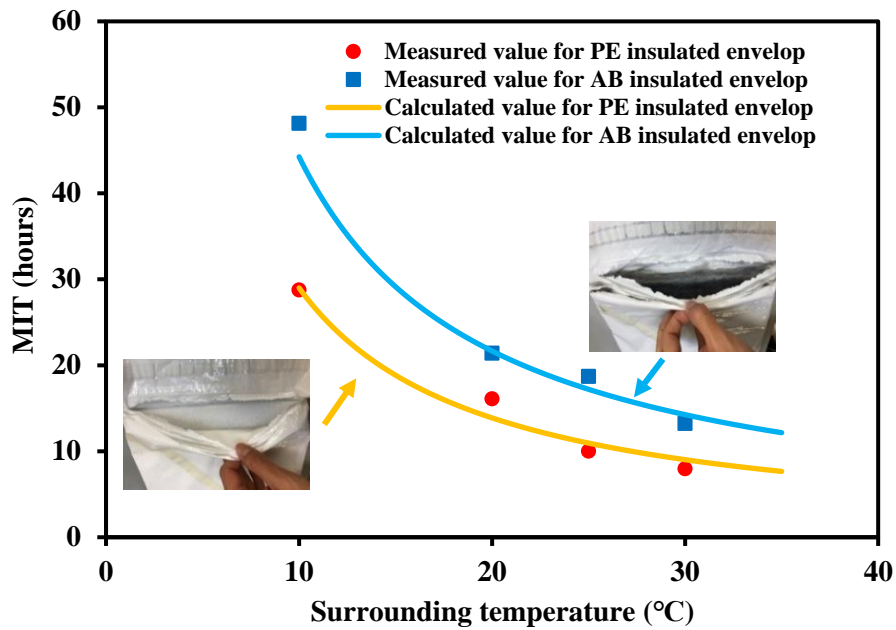 60
50
40
30
20
10
0
MIT (hours)
Measured value for PE insulated envelop
Measured value for AB insulated envelop
Calculated value for PE insulated envelop
Calculated value for AB insulated envelop
0 10 20 30 40
Surrounding temperature (°C)